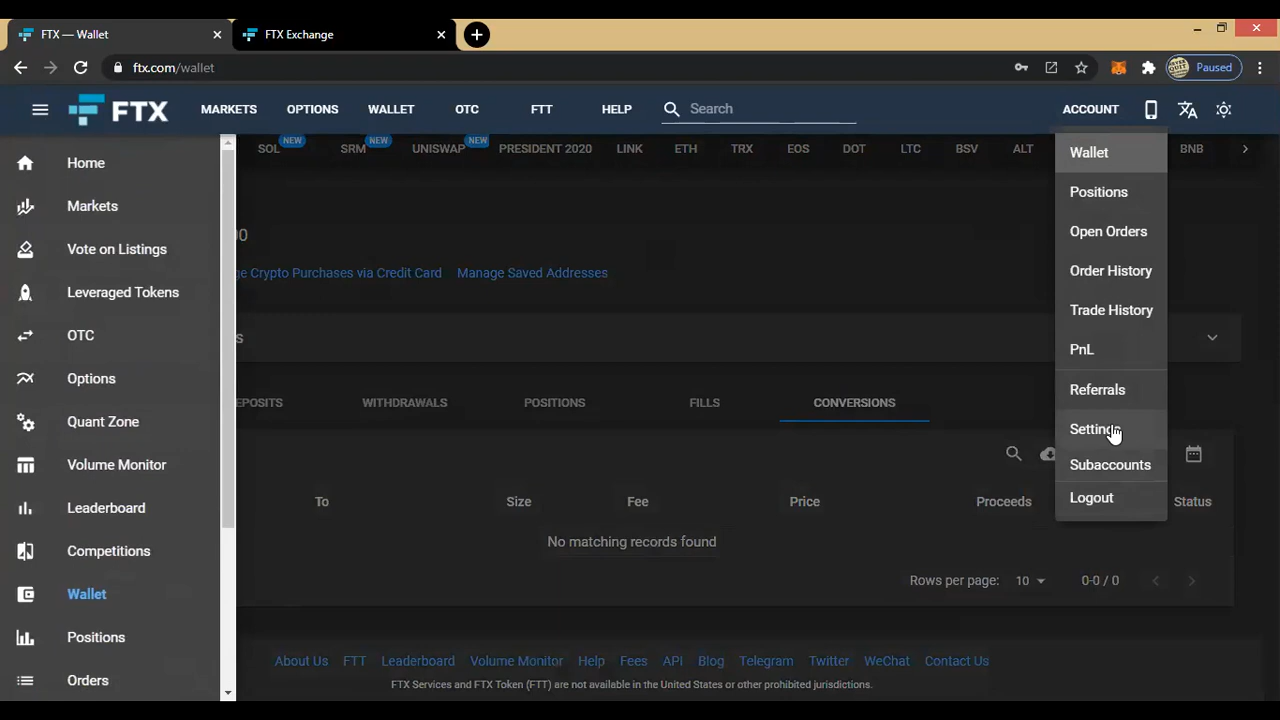 FTX — Wallet
FTX Exchange
ftx.com/wallet
Paused
FTX
MARKETS
OPTIONS
WALLET
OTC
FTT
HELP
Search
ACCOUNT
SOL NEW
SRM NEW
UNISWAP NEW
PRESIDENT 2020
LINK
ETH
TRX
EOS
DOT
LTC
BSV
ALT
BNB
Home
Markets
Vote on Listings
Leveraged Tokens
OTC
Options
Quant Zone
Volume Monitor
Leaderboard
Competitions
Wallet
Positions
Orders
Wallet
Positions
Open Orders
Order History
Trade History
PnL
Referrals
Settings
Subaccounts
Logout
Crypto Purchases via Credit Card
Manage Saved Addresses
WITHDRAWALS
POSITIONS
FILLS
CONVERSIONS
To
Size
Fee
Price
Proceeds
Status
No matching records found
Rows per page: 10
0-0 / 0
About Us
FTT
Leaderboard
Volume Monitor
Help
Fees
API
Blog
Telegram
Twitter
WeChat
Contact Us
FTX Services and FTX Token (FTT) are not available in the United States or other prohibited jurisdictions.